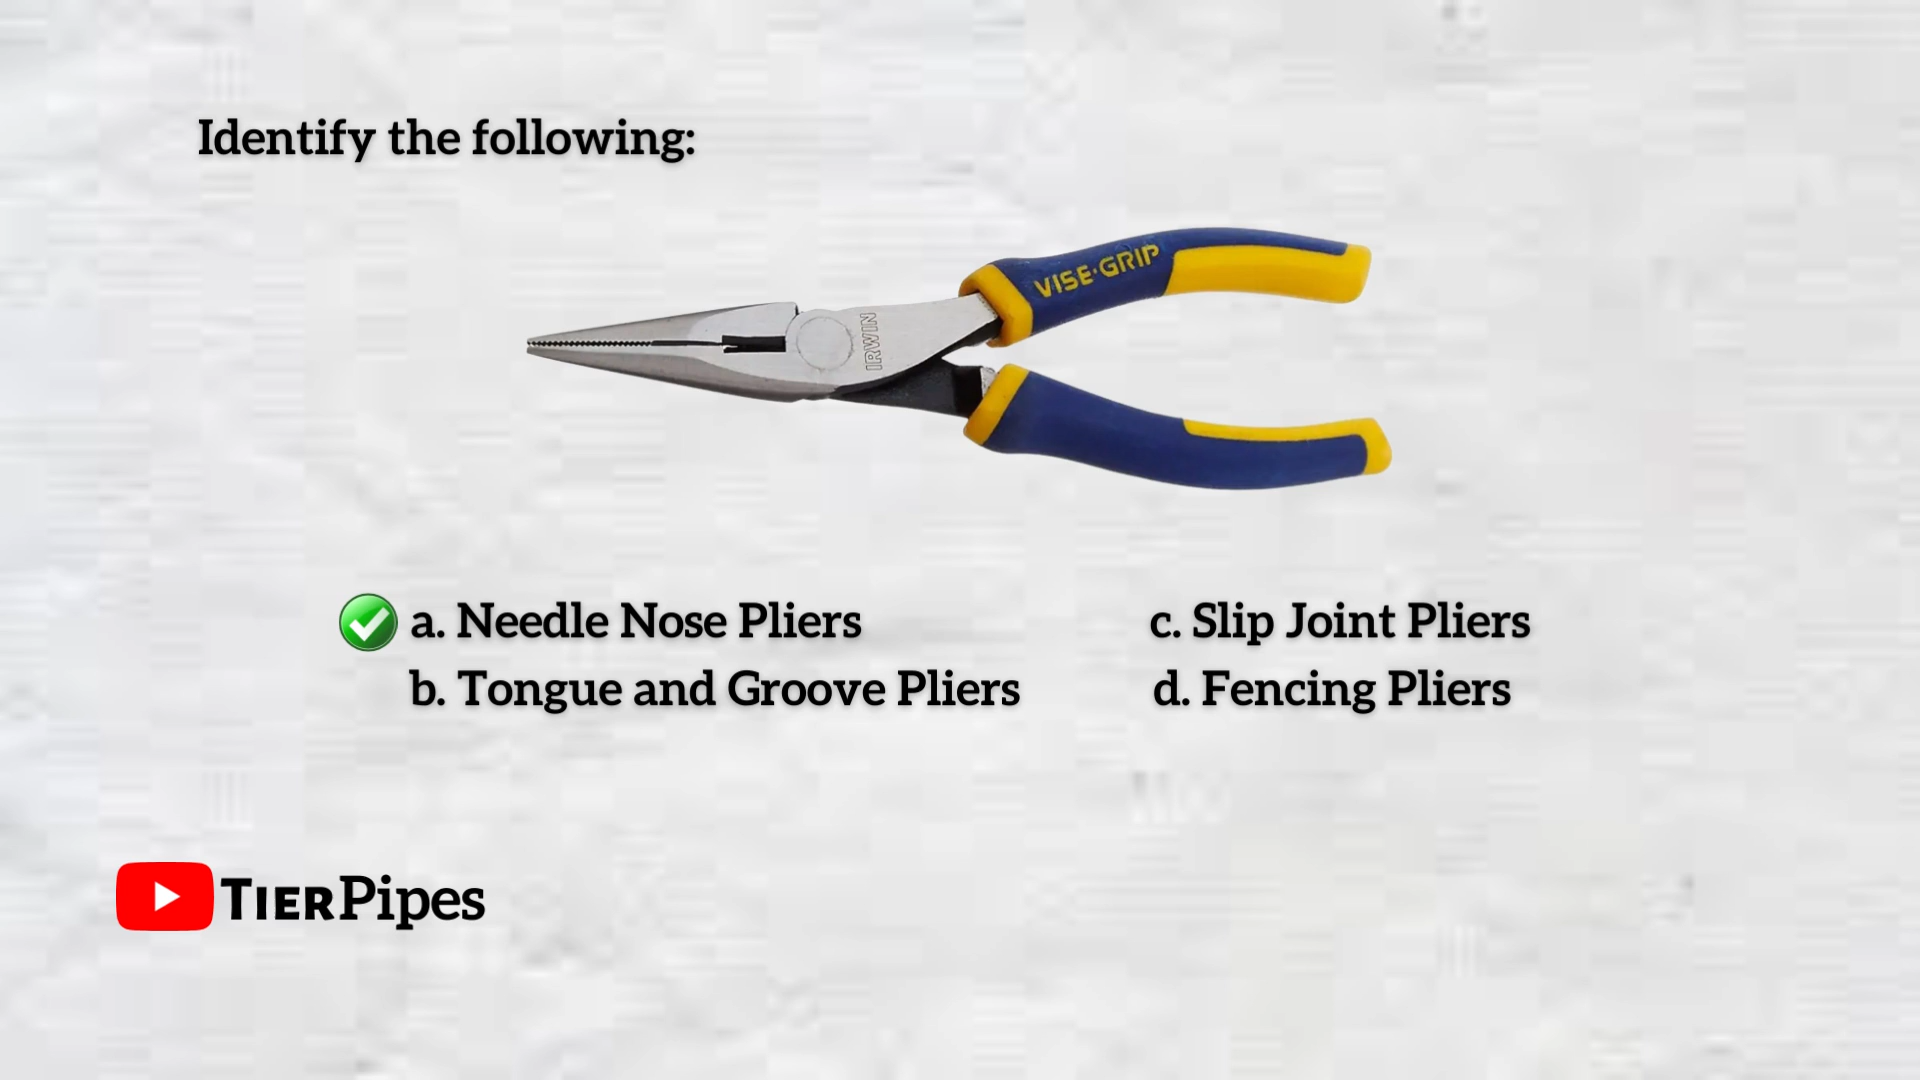 Identify the following:
VISE·GRIP
IRWIN
a. Needle Nose Pliers
b. Tongue and Groove Pliers
c. Slip Joint Pliers
d. Fencing Pliers
TIERPipes